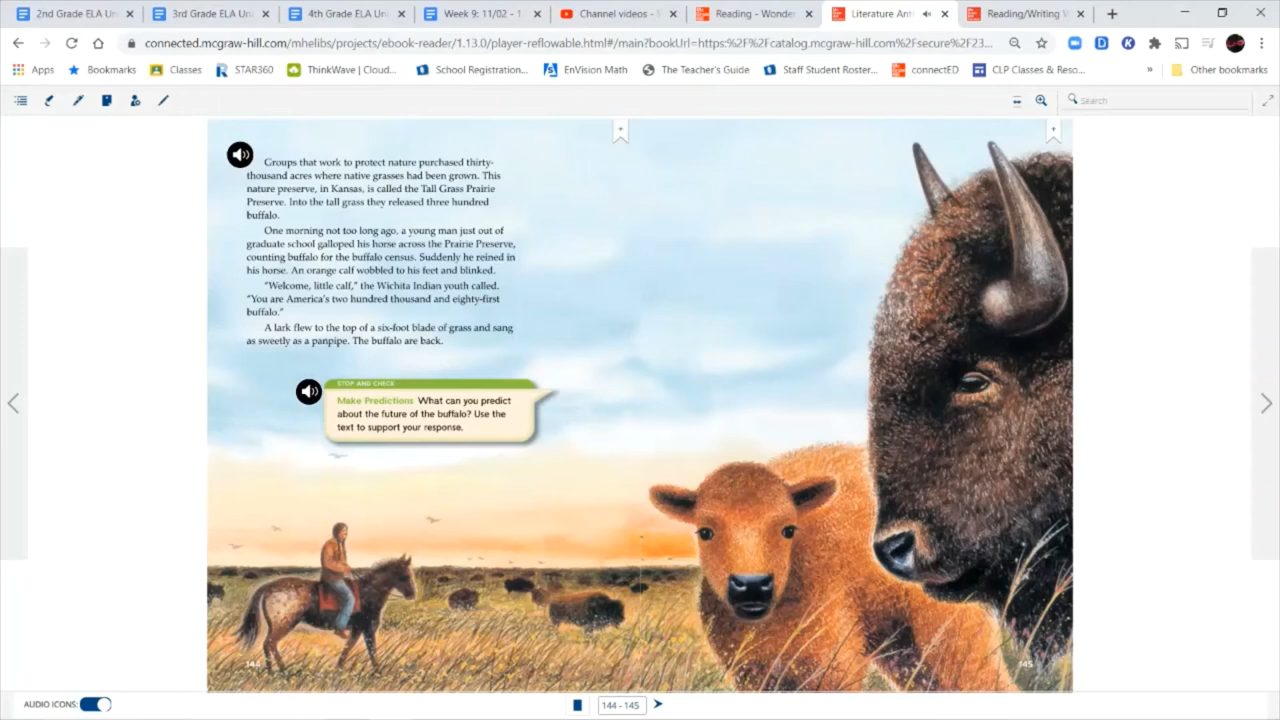 2nd Grade ELA Un
3rd Grade ELA Uni
4th Grade ELA Uni
Week 9: 11/02 - 1
Channel videos -
Reading - Wonder
Literature Ant
Reading/Writing W
connected.mcgraw-hill.com/mhelibs/projects/ebook-reader/1.13.0/player-reflowable.html#/main?bookUrl=https:%2F%2Fcatalog.mcgraw-hill.com%2Fsecure%2F23...
Apps
Bookmarks
Classes
STAR360
ThinkWave | Cloud...
School Registration...
EnVision Math
The Teacher's Guide
Staff Student Roster...
connectED
CLP Classes & Reso...
»
Other bookmarks
Search
Groups that work to protect nature purchased thirty-
thousand acres where native grasses had been grown. This
nature preserve, in Kansas, is called the Tall Grass Prairie
Preserve. Into the tall grass they released three hundred
buffalo.
One morning not too long ago, a young man just out of
graduate school galloped his horse across the Prairie Preserve,
counting buffalo for the buffalo census. Suddenly he reined in
his horse. An orange calf wobbled to his feet and blinked.
"Welcome, little calf," the Wichita Indian youth called.
"You are America's two hundred thousand and eighty-first
buffalo."
A lark flew to the top of a six-foot blade of grass and sang
as sweetly as a panpipe. The buffalo are back.
STOP AND CHECK
Make Predictions What can you predict
about the future of the buffalo? Use the
text to support your response.
144
145
AUDIO ICONS:
144 - 145